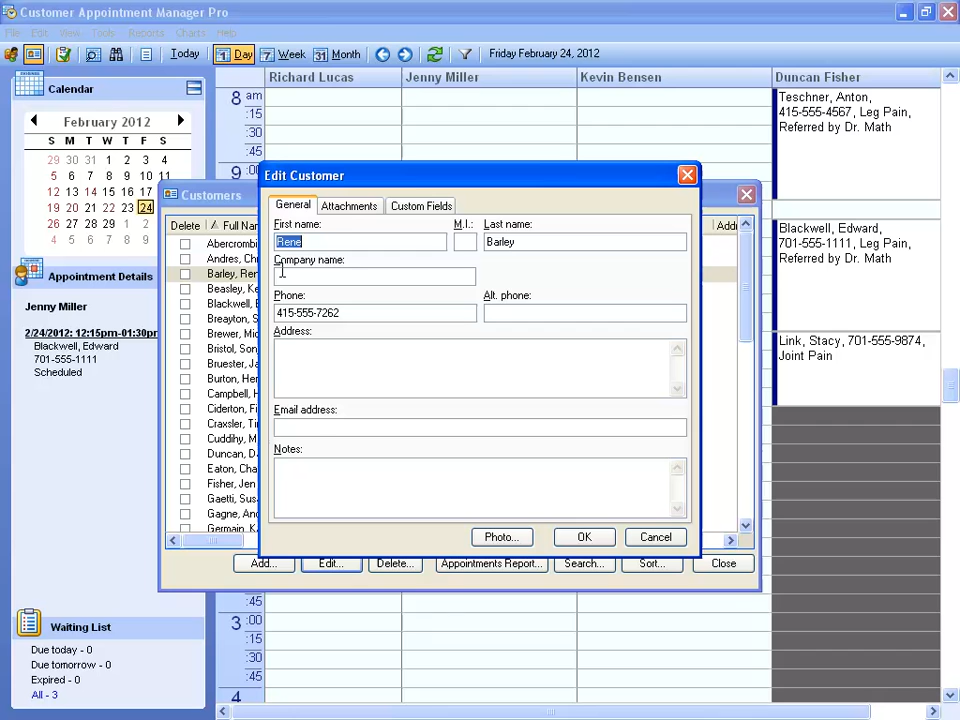 Customer Appointment Manager Pro
File Edit View Tools Reports Charts Help
Today 1 Day 7 Week 31 Month Friday February 24, 2012
Calendar
February 2012
S M T W T F S
29 30 31 1 2 3 4
5 6 7 8 9 10 11
12 13 14 15 16 17 18
19 20 21 22 23 24
26 27 28 29 1 2 3
4 5 6 7 8 9 10
Appointment Details
Jenny Miller
2/24/2012: 12:15pm-01:30pm
Blackwell, Edward
701-555-1111
Scheduled
Waiting List
Due today - 0
Due tomorrow - 0
Expired - 0
All - 3
Richard Lucas Jenny Miller Kevin Bensen Duncan Fisher
8 am
:15
:30
:45
9
:45
3 :00
:15
:30
:45
4
Teschner, Anton,
415-555-4567, Leg Pain,
Referred by Dr. Math
Blackwell, Edward,
701-555-1111, Leg Pain,
Referred by Dr. Math
Link, Stacy, 701-555-9874,
Joint Pain
Customers
Delete Full Nam Addr
Abercrombi
Andres, Ch
Barley, Ren
Beasley, Ke
Blackwell, E
Breayton, S
Brewer, Mi
Bristol, Son
Bruester, Ja
Burton, He
Campbell, E
Ciderton, Fi
Craxsler, Ti
Cuddihy, M
Duncan, D
Eaton, Cha
Fisher, Jen
Gaetti, Sus
Gagne, An
Germain, K
Add... Edit... Delete... Appointments Report... Search... Sort... Close
Edit Customer
General Attachments Custom Fields
First name: M.I.: Last name:
Rene Barley
Company name:
Phone: Alt. phone:
415-555-7262
Address:
Email address:
Notes:
Photo... OK Cancel